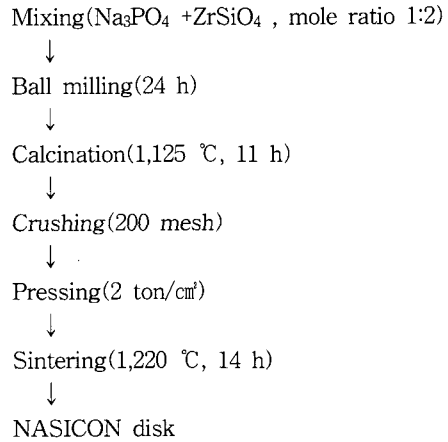 Mixing(Na₃PO₄ +ZrSiO₄ , mole ratio 1:2)
↓
Ball milling(24 h)
↓
Calcination(1,125 ℃, 11 h)
↓
Crushing(200 mesh)
↓
Pressing(2 ton/㎠)
↓
Sintering(1,220 ℃, 14 h)
↓
NASICON disk